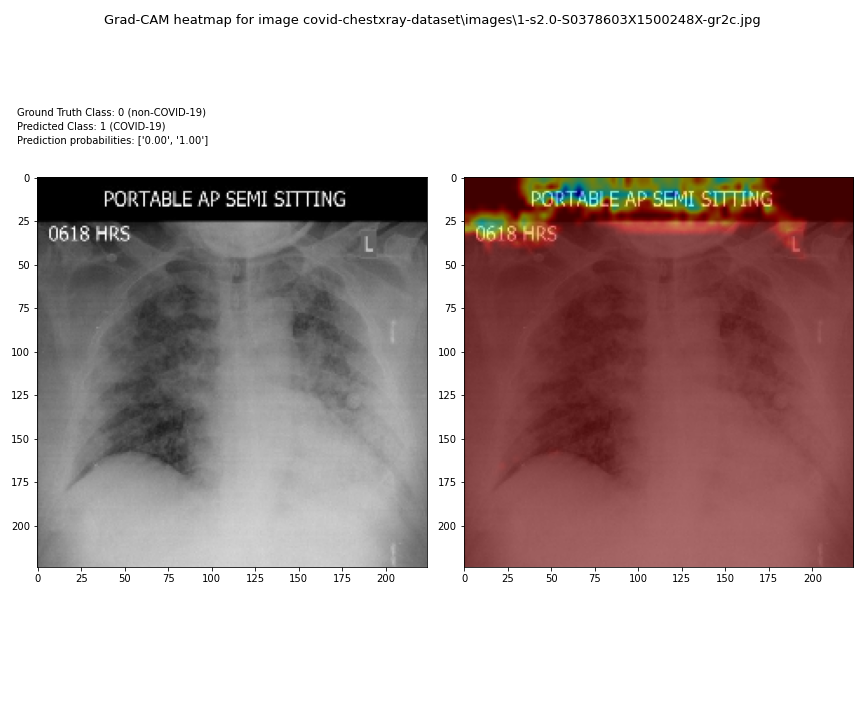 Grad-CAM heatmap for image covid-chestxray-dataset\images\1-s2.0-S0378603X1500248X-gr2c.jpg
Ground Truth Class: 0 (non-COVID-19)
Predicted Class: 1 (COVID-19)
Prediction probabilities: ['0.00', '1.00']
PORTABLE AP SEMI SITTING
0618 HRS
L
0
25
50
75
100
125
150
175
200
0 25 50 75 100 125 150 175 200
PORTABLE AP SEMI SITTING
0618 HRS
L
0
25
50
75
100
125
150
175
200
0 25 50 75 100 125 150 175 200